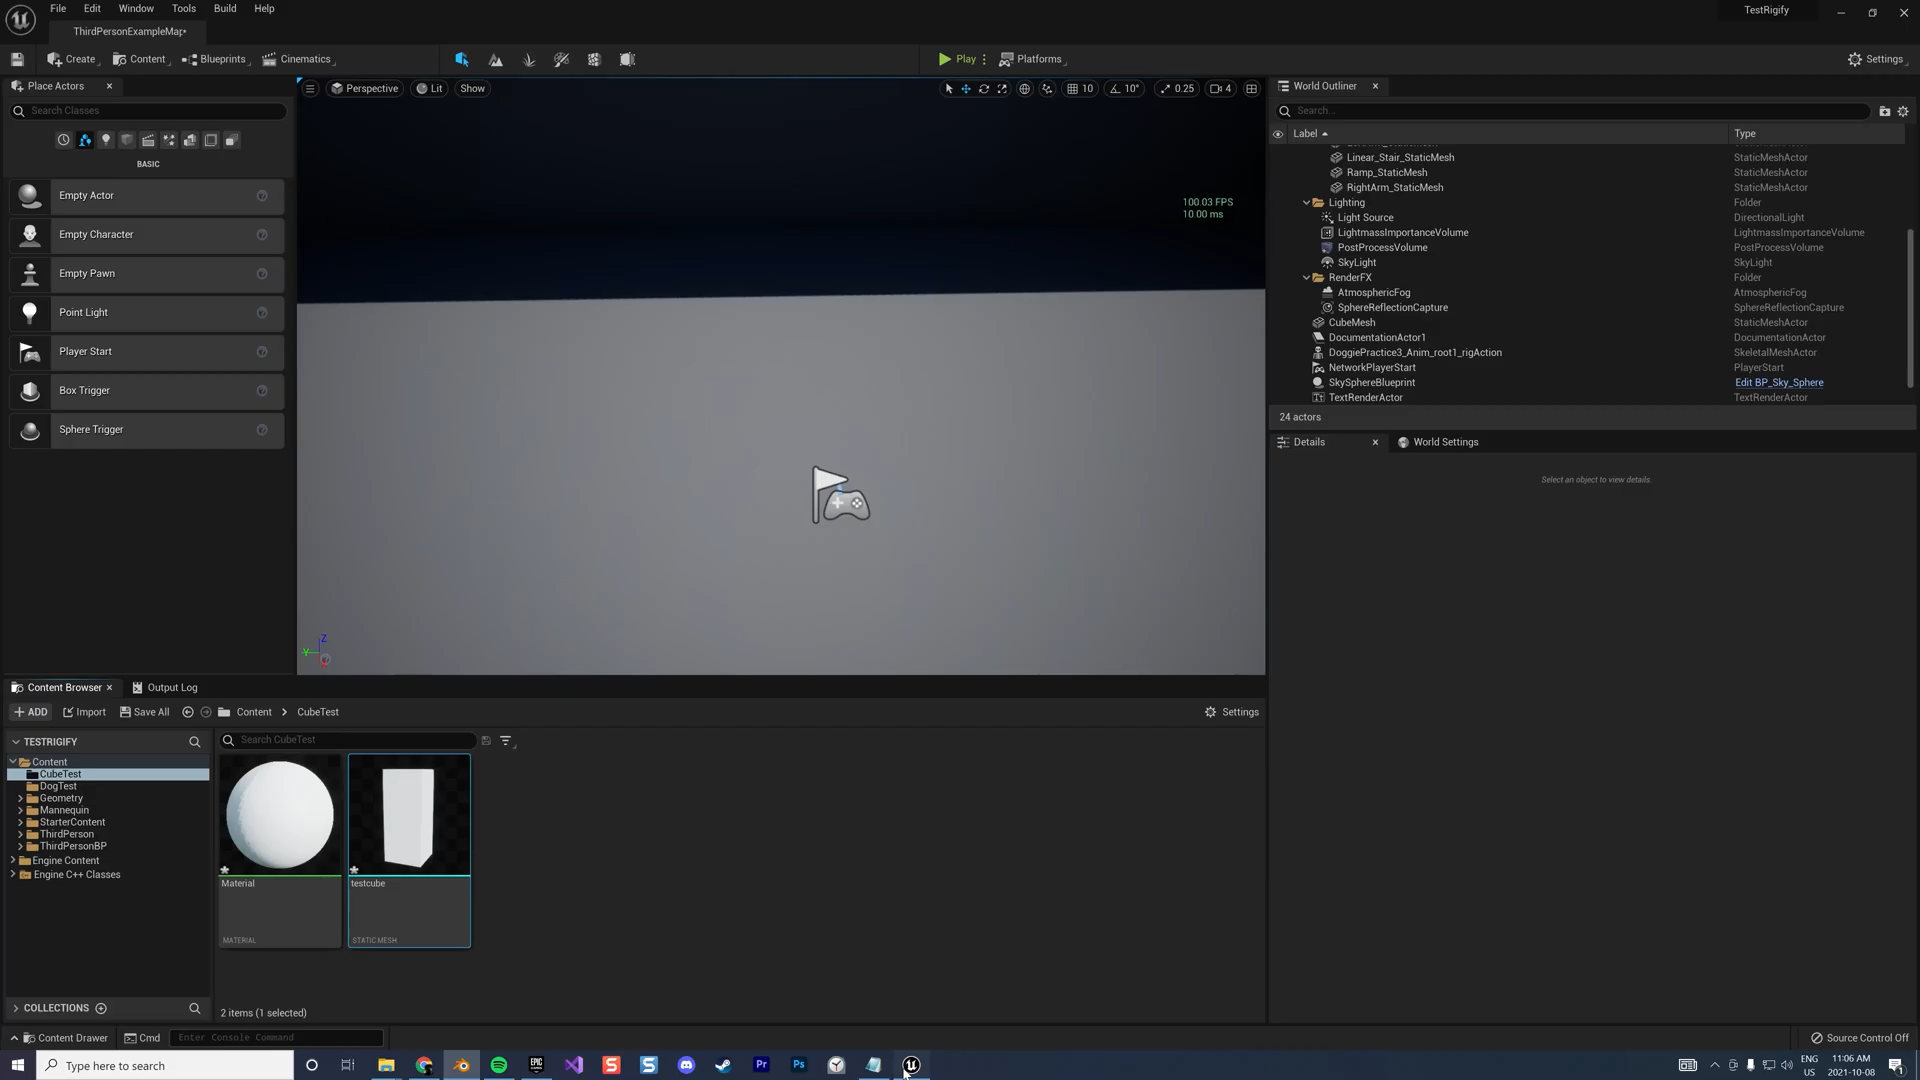 File Edit Window Tools Build Help
TestRigify
ThirdPersonExampleMap*
Create Content Blueprints Cinematics
Play Platforms
Settings
Place Actors
Search Classes
BASIC
Empty Actor
Empty Character
Empty Pawn
Point Light
Player Start
Box Trigger
Sphere Trigger
Perspective Lit Show
10 10° 0.25 4
100.03 FPS
10.00 ms
Z
Y
World Outliner
Search...
Label Type
Linear_Stair_StaticMesh StaticMeshActor
Ramp_StaticMesh StaticMeshActor
RightArm_StaticMesh StaticMeshActor
Lighting Folder
Light Source DirectionalLight
LightmassImportanceVolume LightmassImportanceVolume
PostProcessVolume PostProcessVolume
SkyLight SkyLight
RenderFX Folder
AtmosphericFog AtmosphericFog
SphereReflectionCapture SphereReflectionCapture
CubeMesh StaticMeshActor
DocumentationActor1 DocumentationActor
DoggiePractice3_Anim_root1_rigAction SkeletalMeshActor
NetworkPlayerStart PlayerStart
SkySphereBlueprint Edit BP_Sky_Sphere
TextRenderActor TextRenderActor
24 actors
Details World Settings
Select an object to view details.
Content Browser Output Log
ADD Import Save All Content CubeTest
Settings
TESTRIGIFY
Search CubeTest
Content
CubeTest
DogTest
Geometry
Mannequin
StarterContent
ThirdPerson
ThirdPersonBP
Engine Content
Engine C++ Classes
Material
MATERIAL
testcube
STATIC MESH
COLLECTIONS
2 items (1 selected)
Content Drawer Cmd Enter Console Command
Source Control Off
Type here to search
EPIC GAMES
Pr
Ps
ENG
US
11:06 AM
2021-10-08
1